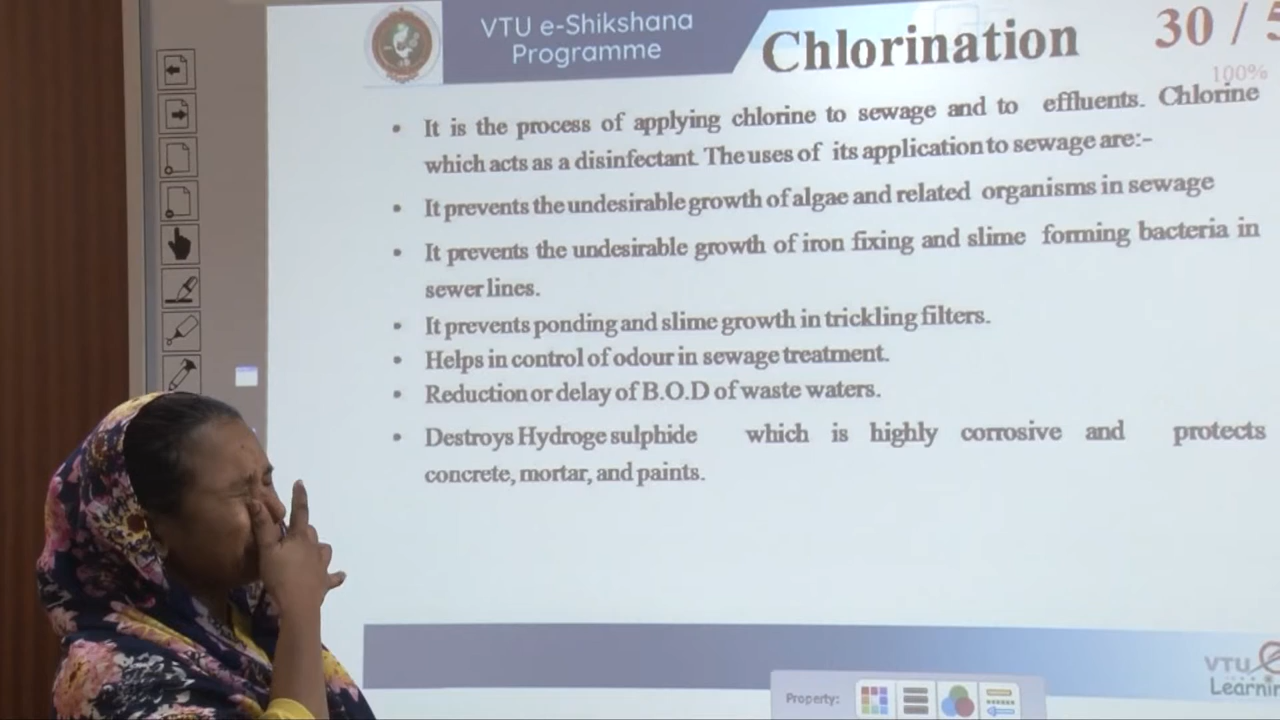 VTU e-Shikshana
Programme
Chlorination
30 / 5
100%
• It is the process of applying chlorine to sewage and to effluents. Chlorine
which acts as a disinfectant. The uses of its application to sewage are:-
• It prevents the undesirable growth of algae and related organisms in sewage
• It prevents the undesirable growth of iron fixing and slime forming bacteria in
sewer lines.
• It prevents ponding and slime growth in trickling filters.
• Helps in control of odour in sewage treatment.
• Reduction or delay of B.O.D of waste waters.
• Destroys Hydroge sulphide which is highly corrosive and protects
concrete, mortar, and paints.
VTU
Learnin
Property: